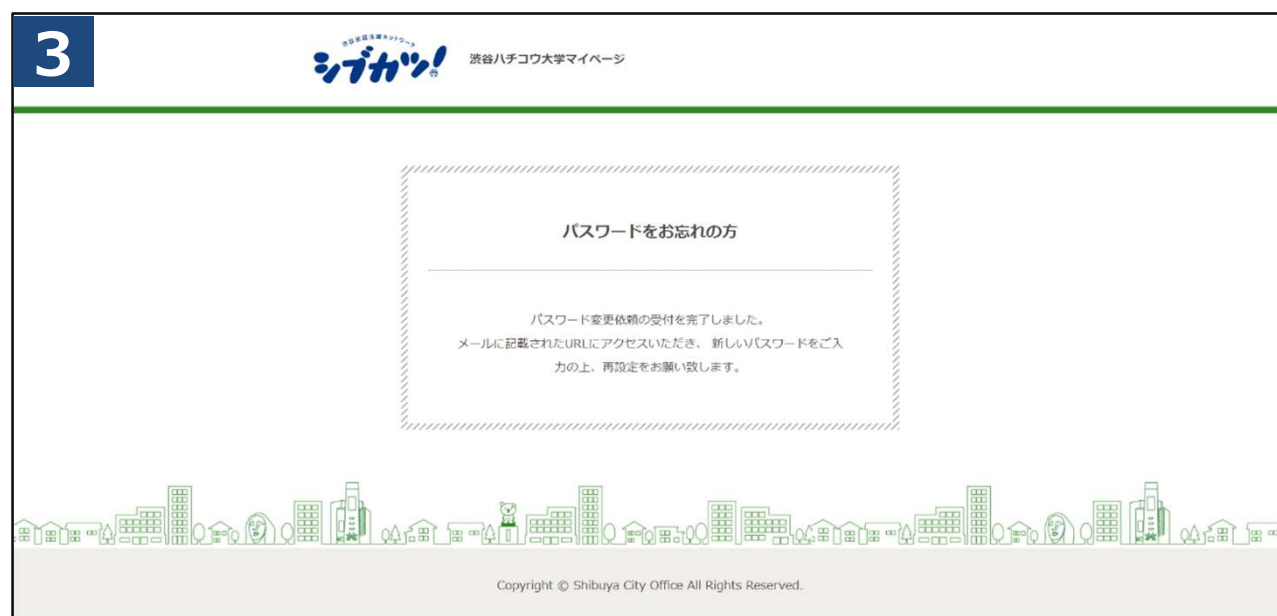 3
シブカツ!
渋谷ハチコウ大学マイページ
パスワードをお忘れの方
パスワード変更依頼の受付を完了しました。
メールに記載されたURLにアクセスいただき、 新しいパスワードをご入
力の上、再設定をお願い致します。
Copyright © Shibuya City Office All Rights Reserved.